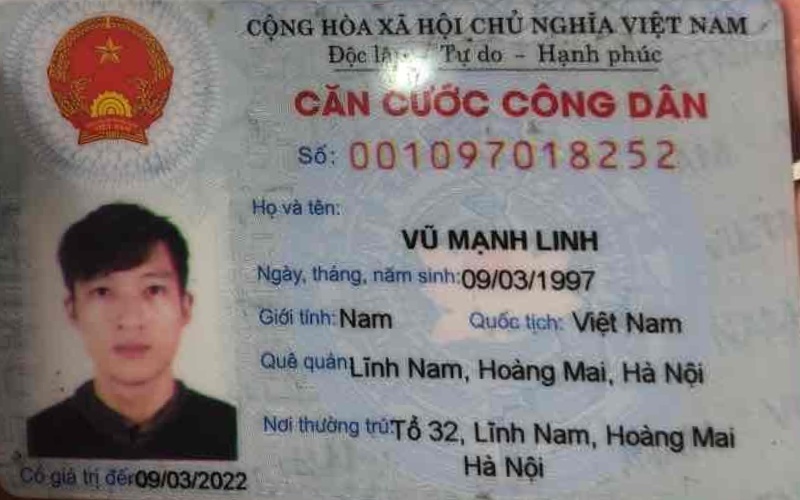 CỘNG HÒA XÃ HỘI CHỦ NGHĨA VIỆT NAM
Độc lập - Tự do - Hạnh phúc
CĂN CƯỚC CÔNG DÂN
Số: 001097018252
Họ và tên:
VŨ MẠNH LINH
Ngày, tháng, năm sinh: 09/03/1997
Giới tính: Nam Quốc tịch: Việt Nam
Quê quán: Lĩnh Nam, Hoàng Mai, Hà Nội
Nơi thường trú: Tổ 32, Lĩnh Nam, Hoàng Mai
Hà Nội
Có giá trị đến: 09/03/2022